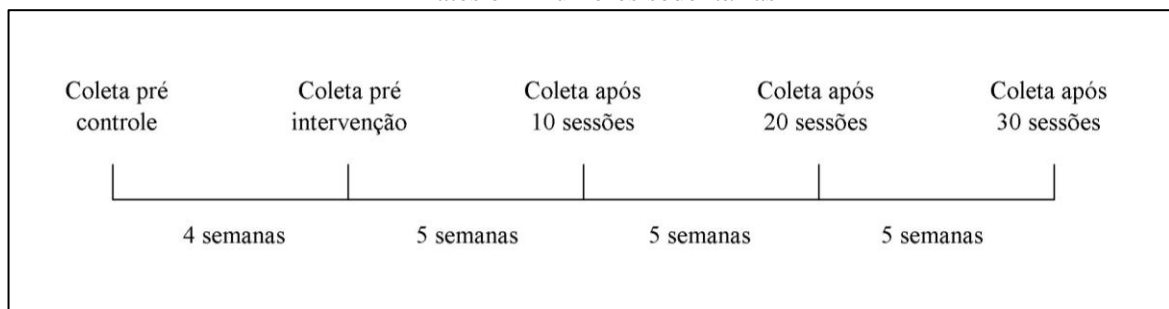 Coleta pré
controle
Coleta pré
intervenção
Coleta após
10 sessões
Coleta após
20 sessões
Coleta após
30 sessões
4 semanas
5 semanas
5 semanas
5 semanas